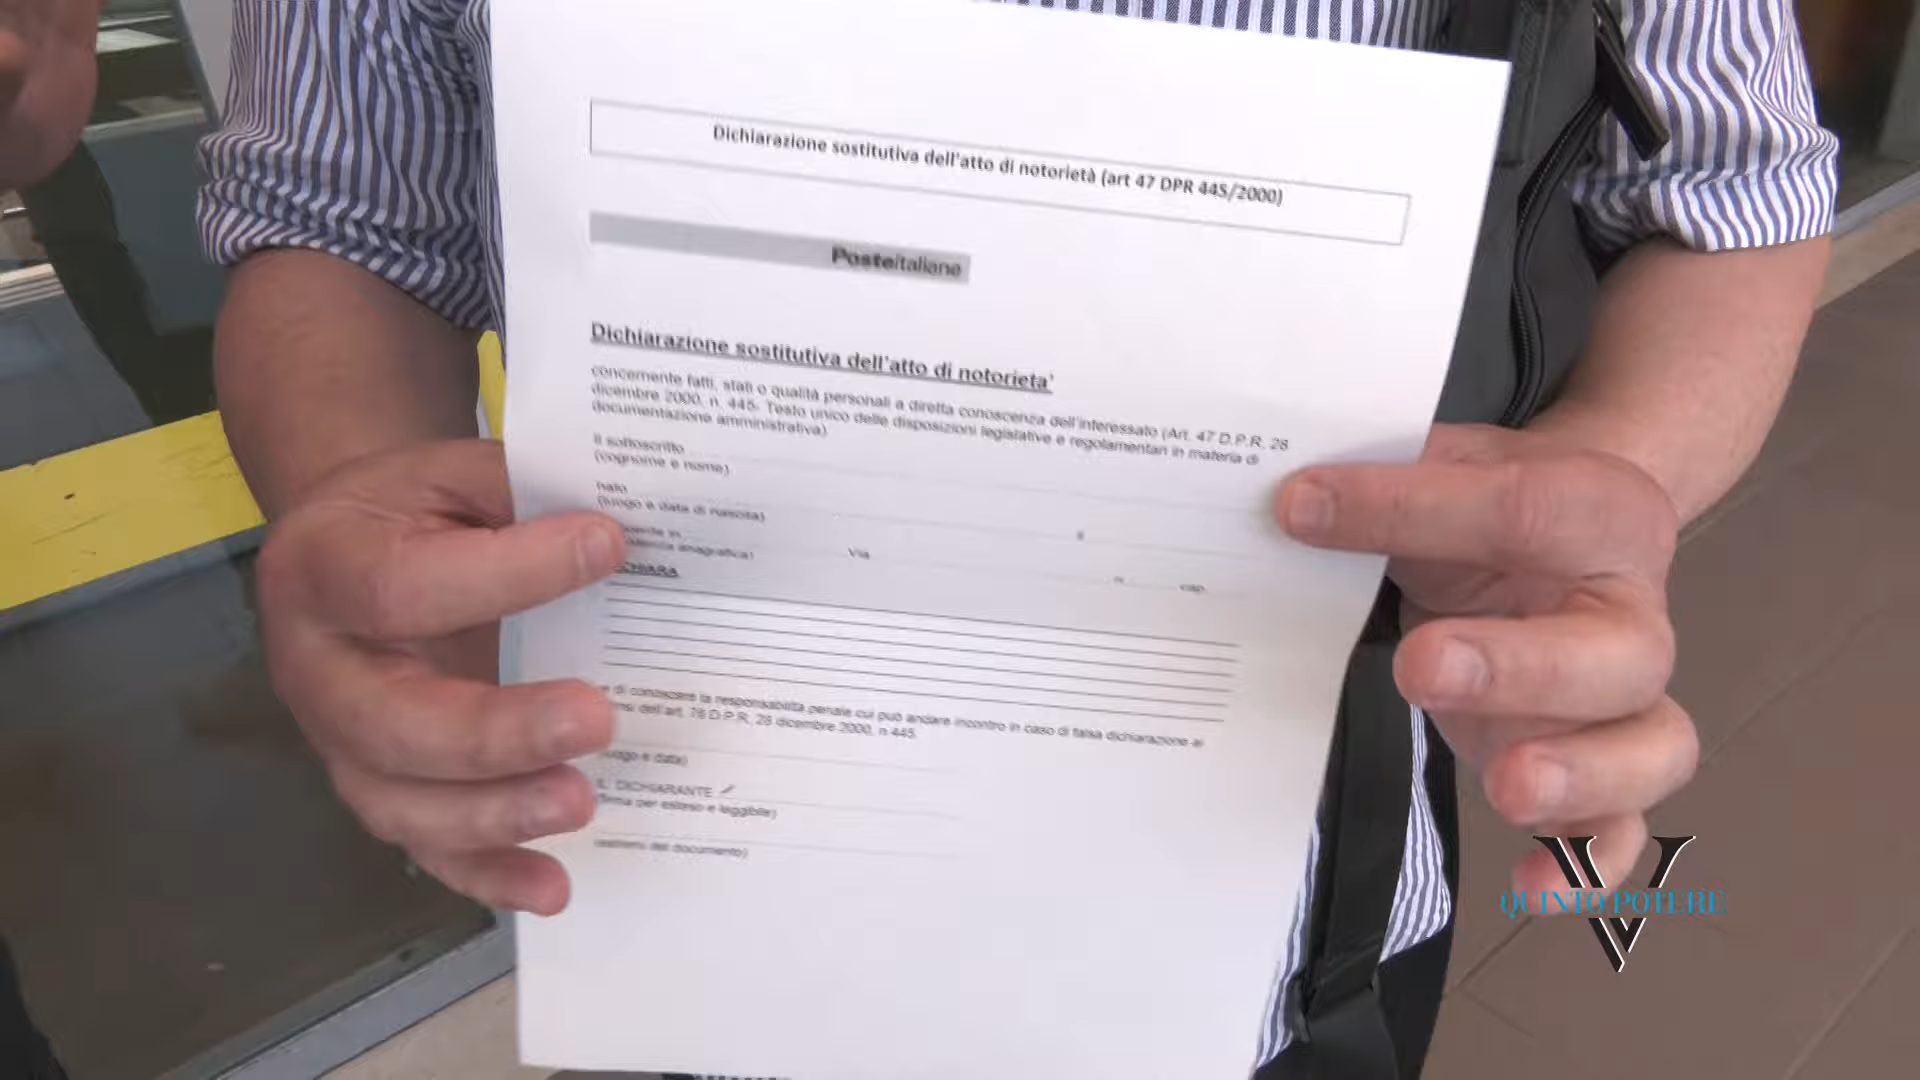 Dichiarazione sostitutiva dell'atto di notorietà (art 47 DPR 445/2000)
Posteitaliane
Dichiarazione sostitutiva dell'atto di notorieta'
concernente fatti, stati o qualità personali a diretta conoscenza dell'interessato (Art. 47 D.P.R. 28
dicembre 2000, n. 445- Testo unico delle disposizioni legislative e regolamentari in materia di
documentazione amministrativa)
Il sottoscritto
(cognome e nome)
nato
(luogo e data di nascita) il
Via n. cap
anagrafica)
CHIARA
e di conoscere la responsabilità penale cui può andare incontro in caso di falsa dichiarazione ai
nsi dell'art. 76 D.P.R. 28 dicembre 2000, n 445.
luogo e data)
IL DICHIARANTE
firma per esteso e leggibile)
(estremi del documento)
QUINTO POTERE
V